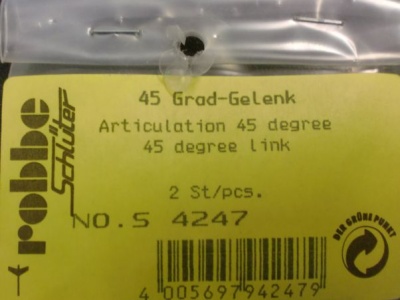 robbe
Schlüter
45 Grad-Gelenk
Articulation 45 degree
45 degree link
2 St/pcs.
NO.S 4247
DER GRÜNE PUNKT
4 005697 942479